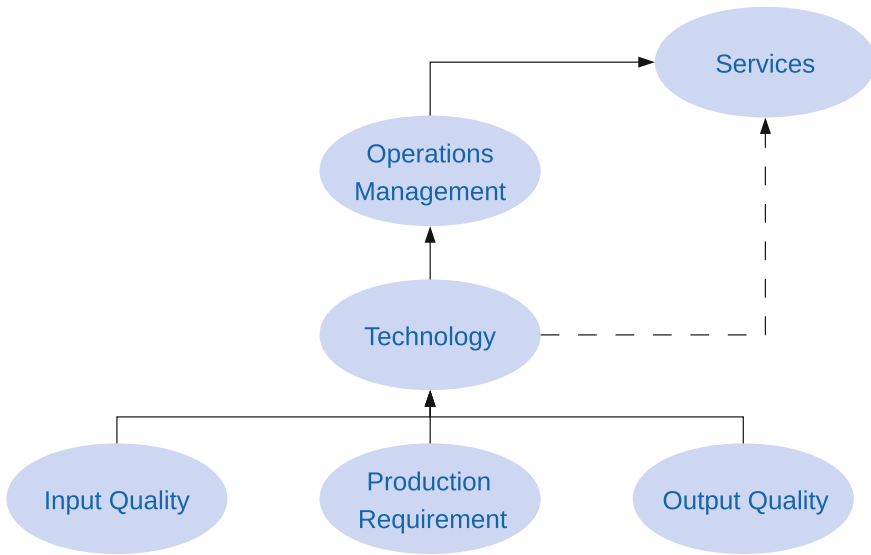 Services
Operations
Management
Technology
Input Quality
Production
Requirement
Output Quality